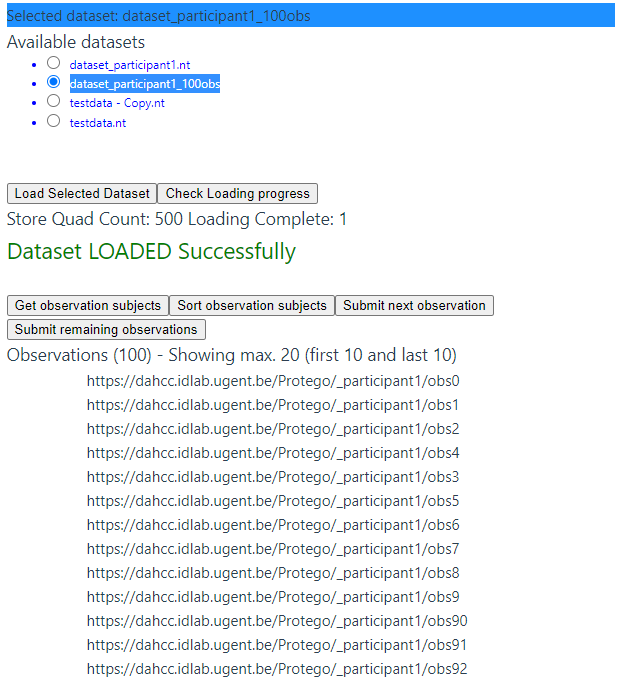 Selected dataset: dataset_participant1_100obs
Available datasets
dataset_participant1.nt
dataset_participant1_100obs
testdata - Copy.nt
testdata.nt
Load Selected Dataset Check Loading progress
Store Quad Count: 500 Loading Complete: 1
Dataset LOADED Successfully
Get observation subjects Sort observation subjects Submit next observation
Submit remaining observations
Observations (100) - Showing max. 20 (first 10 and last 10)
https://dahcc.idlab.ugent.be/Protego/_participant1/obs0
https://dahcc.idlab.ugent.be/Protego/_participant1/obs1
https://dahcc.idlab.ugent.be/Protego/_participant1/obs2
https://dahcc.idlab.ugent.be/Protego/_participant1/obs4
https://dahcc.idlab.ugent.be/Protego/_participant1/obs3
https://dahcc.idlab.ugent.be/Protego/_participant1/obs5
https://dahcc.idlab.ugent.be/Protego/_participant1/obs6
https://dahcc.idlab.ugent.be/Protego/_participant1/obs7
https://dahcc.idlab.ugent.be/Protego/_participant1/obs8
https://dahcc.idlab.ugent.be/Protego/_participant1/obs9
https://dahcc.idlab.ugent.be/Protego/_participant1/obs90
https://dahcc.idlab.ugent.be/Protego/_participant1/obs91
https://dahcc.idlab.ugent.be/Protego/_participant1/obs92